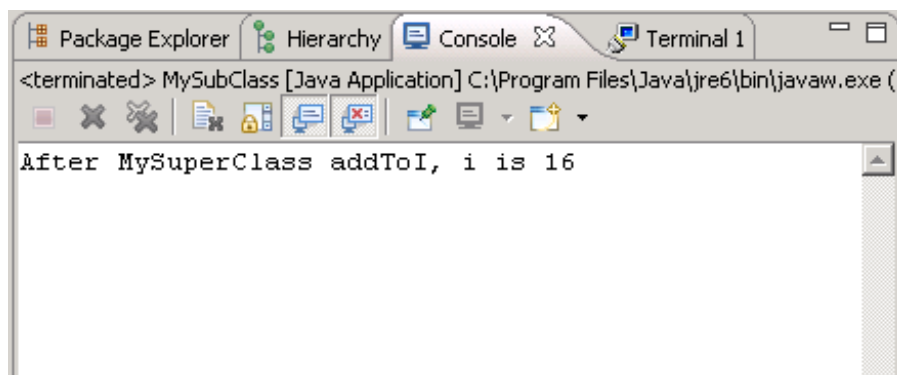 Package Explorer Hierarchy Console Terminal 1
<terminated> MySubClass [Java Application] C:\Program Files\Java\jre6\bin\javaw.exe (
After MySuperClass addToI, i is 16